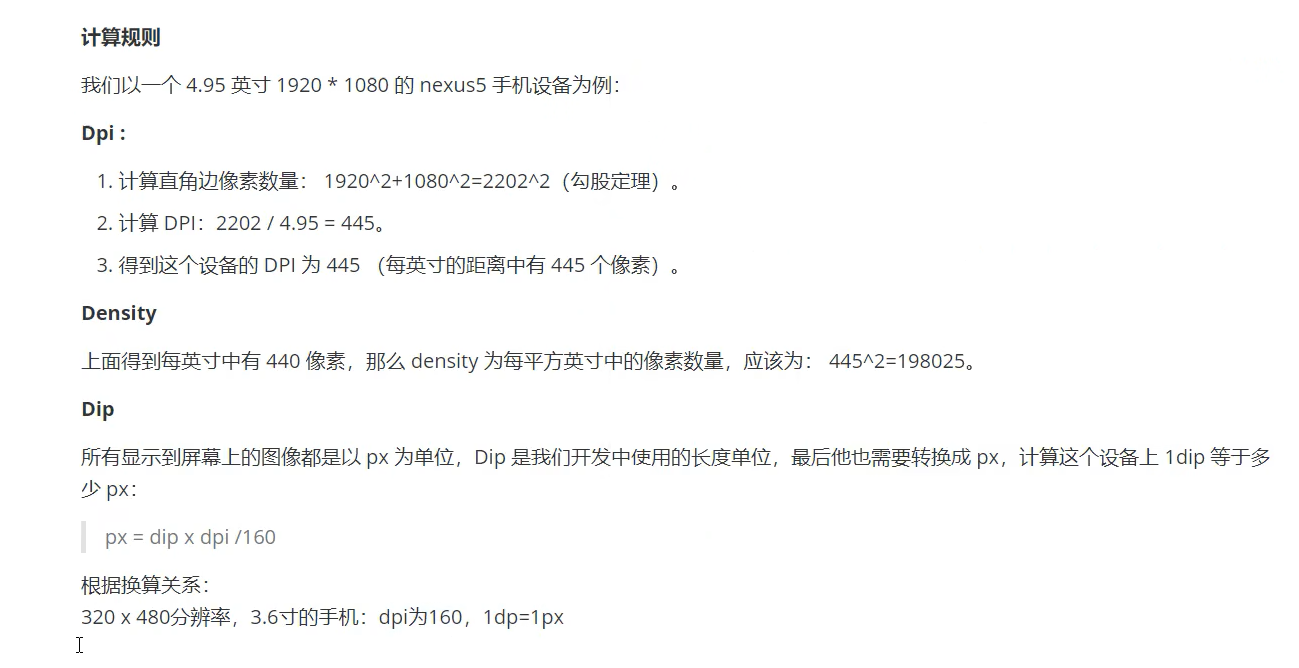 计算规则
我们以一个 4.95 英寸 1920 * 1080 的 nexus5 手机设备为例：
Dpi :
1. 计算直角边像素数量： 1920^2+1080^2=2202^2（勾股定理）。
2. 计算 DPI：2202 / 4.95 = 445。
3. 得到这个设备的 DPI 为 445 （每英寸的距离中有 445 个像素）。
Density
上面得到每英寸中有 440 像素，那么 density 为每平方英寸中的像素数量，应该为： 445^2=198025。
Dip
所有显示到屏幕上的图像都是以 px 为单位，Dip 是我们开发中使用的长度单位，最后他也需要转换成 px，计算这个设备上 1dip 等于多
少 px：
px = dip x dpi /160
根据换算关系：
320 x 480分辨率，3.6寸的手机：dpi为160，1dp=1px